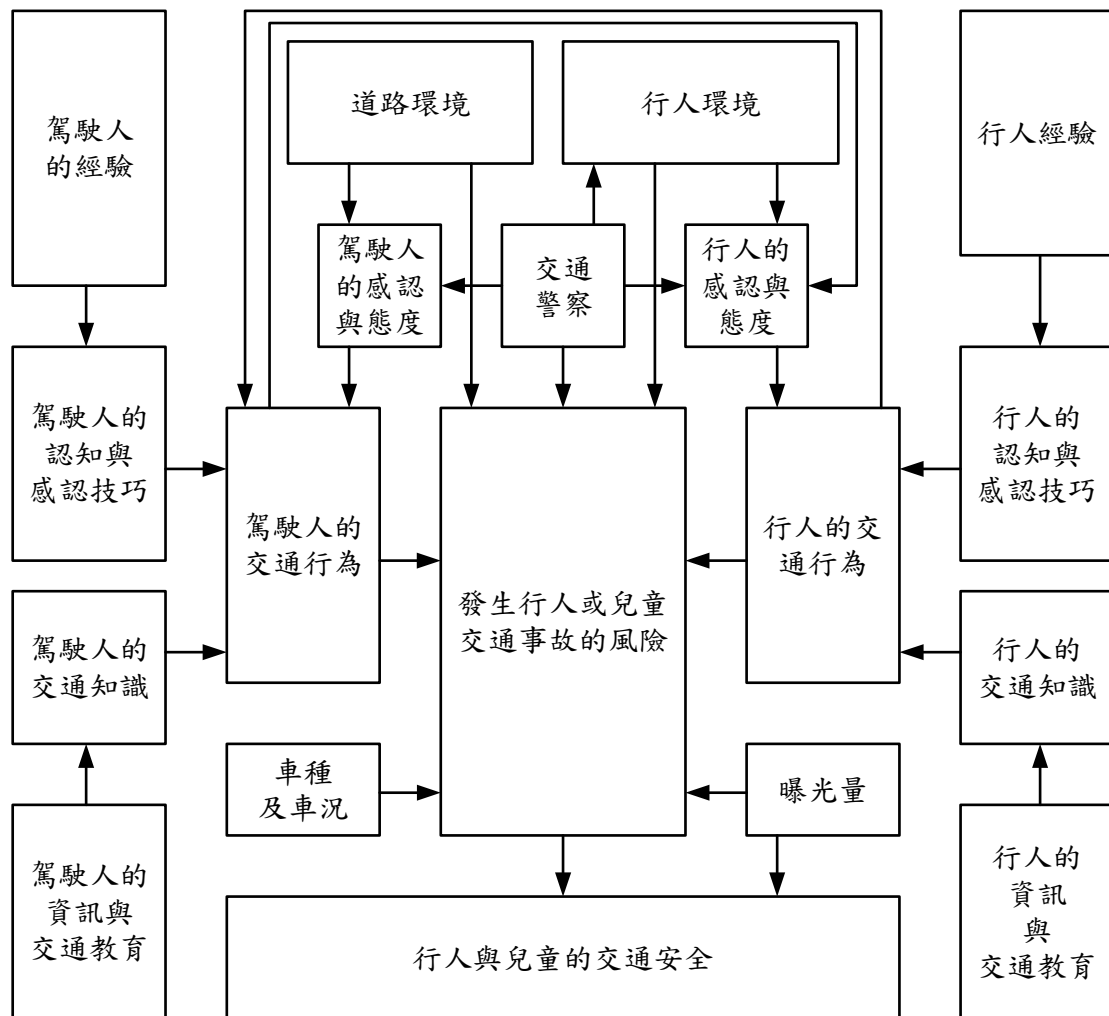 駕駛人
的經驗
道路環境
行人環境
行人經驗
駕駛人
的感認
與態度
交通
警察
行人的
感認與
態度
駕駛人的
認知與
感認技巧
行人的
認知與
感認技巧
駕駛人的
交通行為
發生行人或兒童
交通事故的風險
行人的交
通行為
駕駛人的
交通知識
行人的
交通知識
車種
及車況
曝光量
駕駛人的
資訊與
交通教育
行人的
資訊
與
交通教育
行人與兒童的交通安全